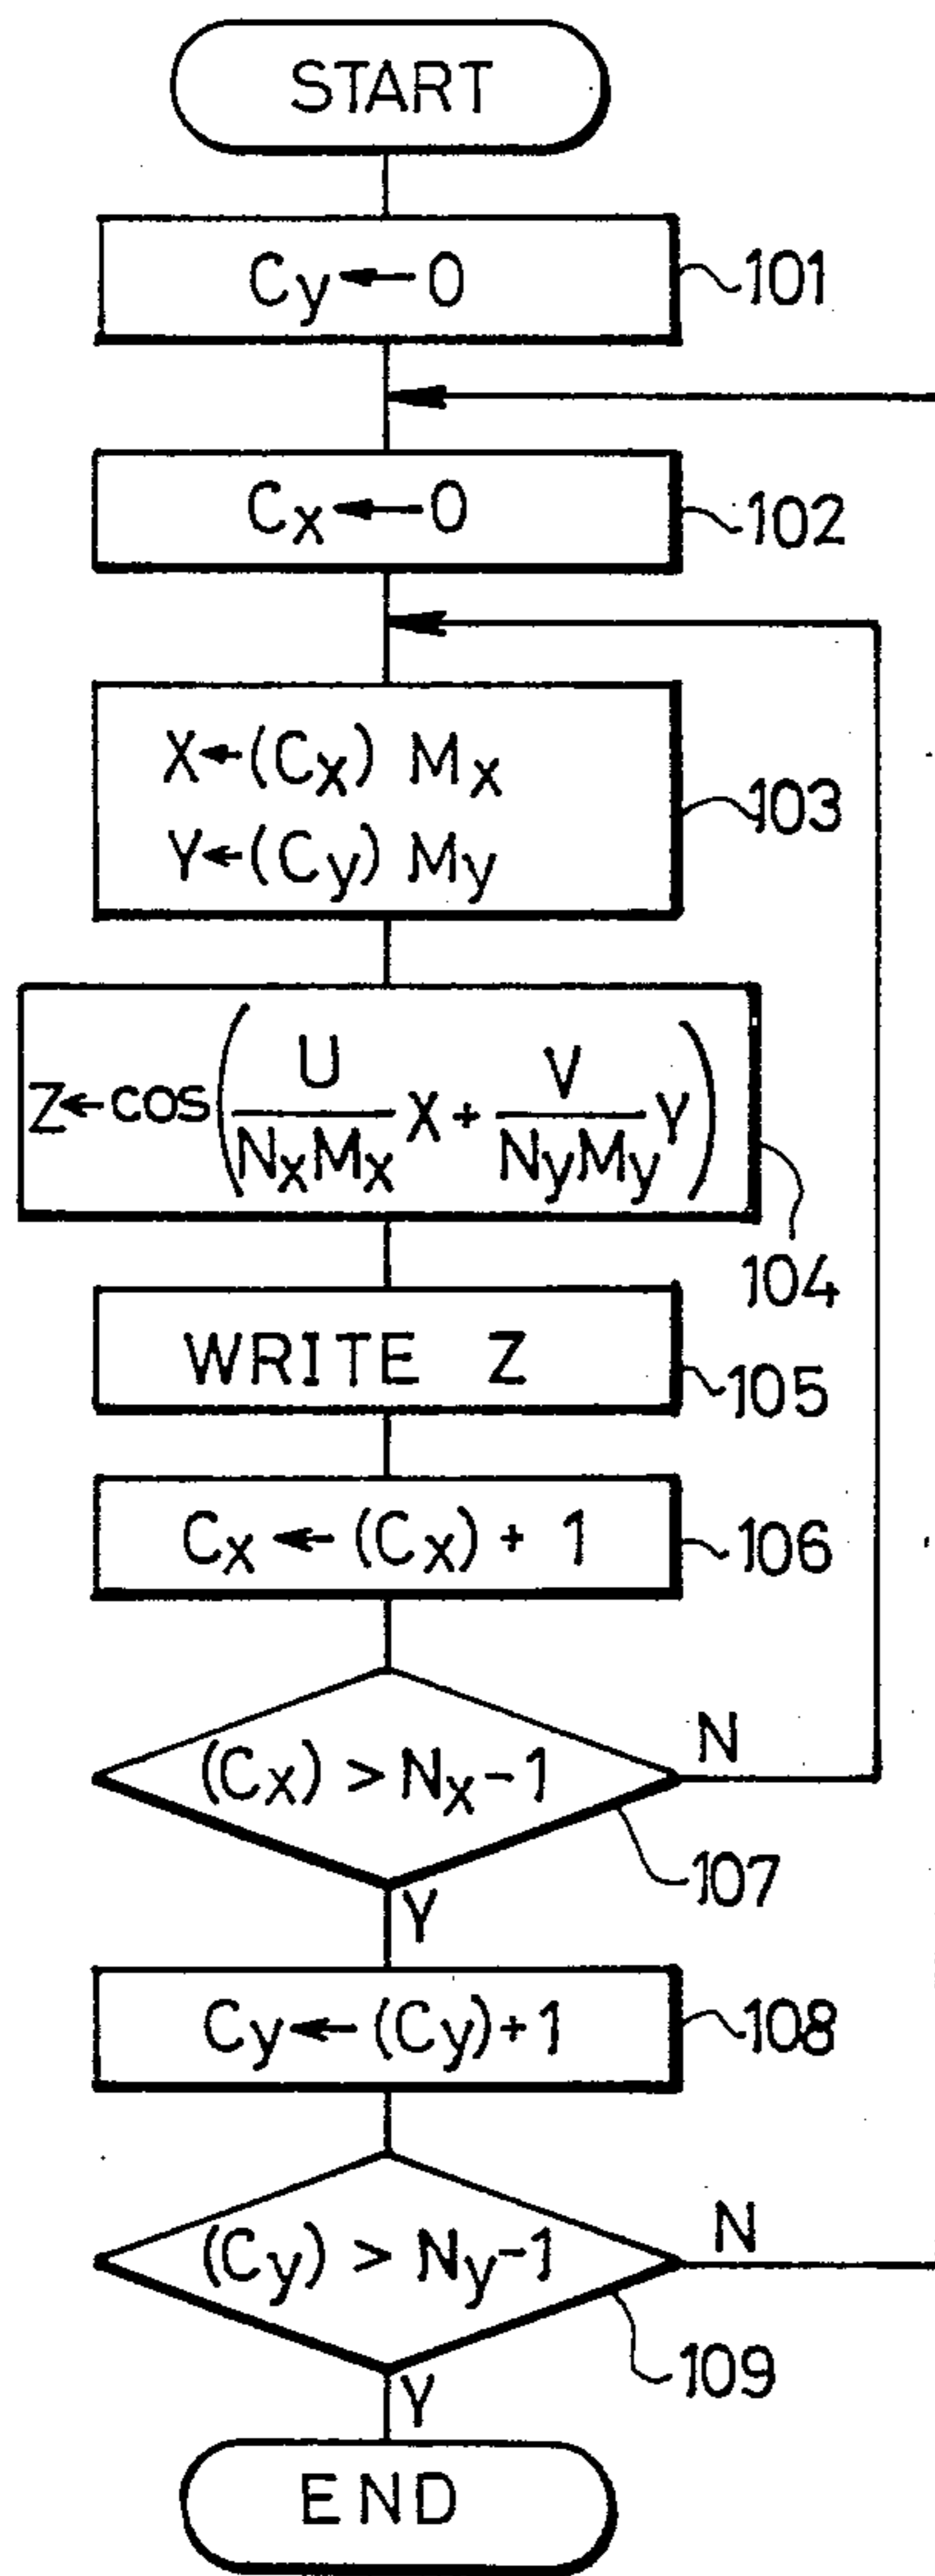 START
Cy←0
101
Cx←0
102
X←(Cx) Mx
Y←(Cy) My
103
Z←cos(U/NxMx X + V/NyMy Y)
104
WRITE Z
105
Cx ← (Cx) + 1
106
(Cx) > Nx-1
N
107
Y
Cy← (Cy)+1
108
(Cy) > Ny-1
N
109
Y
END